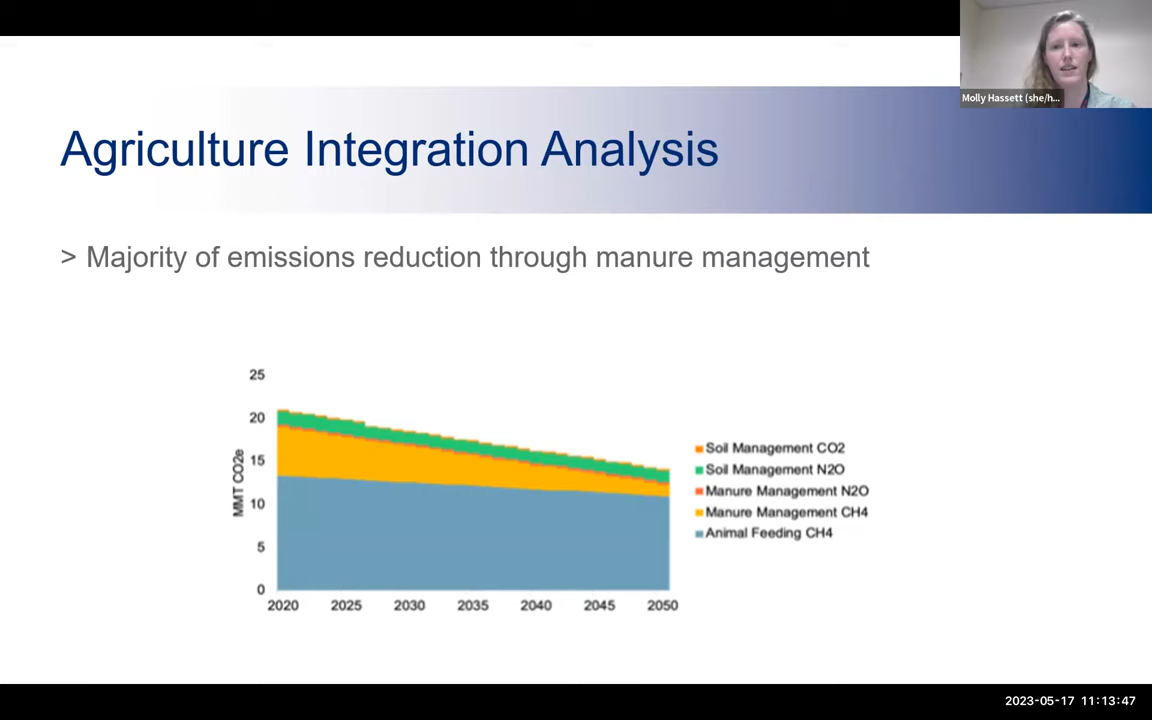 Molly Hassett (she/h...
Agriculture Integration Analysis
> Majority of emissions reduction through manure management
25
20
15
10
5
0
MMT CO2e
2020 2025 2030 2035 2040 2045 2050
Soil Management CO2
Soil Management N2O
Manure Management N2O
Manure Management CH4
Animal Feeding CH4
2023-05-17 11:13:47